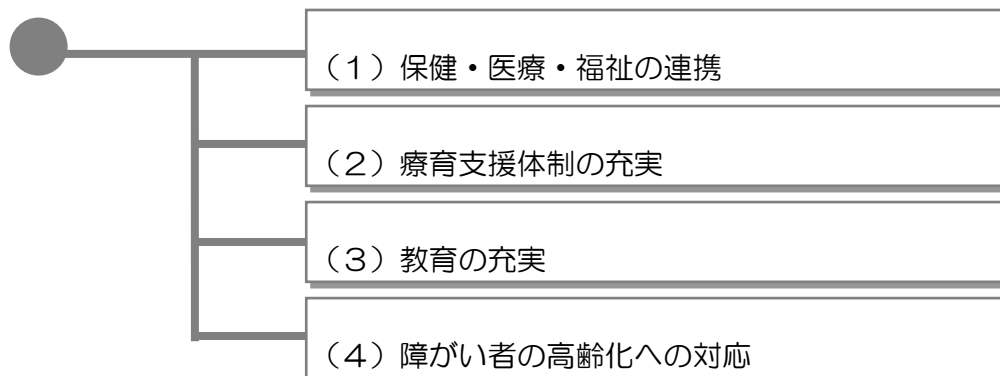 （１）保健・医療・福祉の連携
（２）療育支援体制の充実
（３）教育の充実
（４）障がい者の高齢化への対応